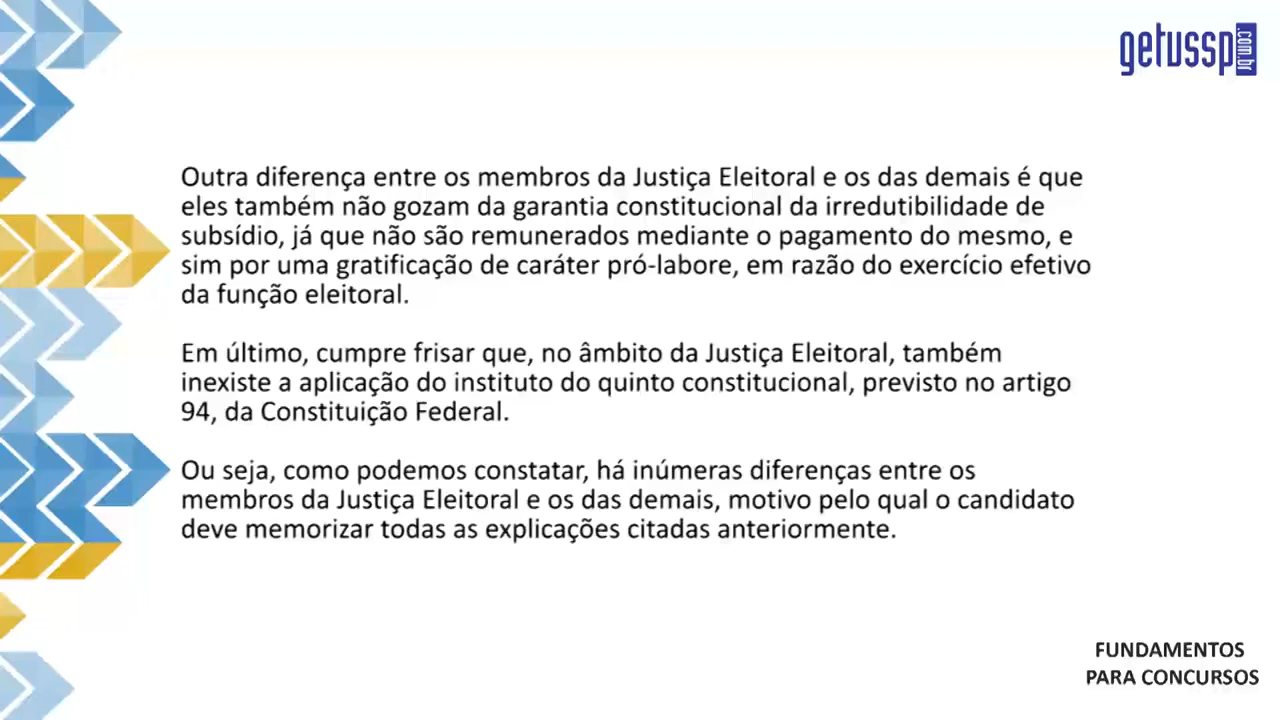 getussp.com.br
Outra diferença entre os membros da Justiça Eleitoral e os das demais é que
eles também não gozam da garantia constitucional da irredutibilidade de
subsídio, já que não são remunerados mediante o pagamento do mesmo, e
sim por uma gratificação de caráter pró-labore, em razão do exercício efetivo
da função eleitoral.
Em último, cumpre frisar que, no âmbito da Justiça Eleitoral, também
inexiste a aplicação do instituto do quinto constitucional, previsto no artigo
94, da Constituição Federal.
Ou seja, como podemos constatar, há inúmeras diferenças entre os
membros da Justiça Eleitoral e os das demais, motivo pelo qual o candidato
deve memorizar todas as explicações citadas anteriormente.
FUNDAMENTOS
PARA CONCURSOS